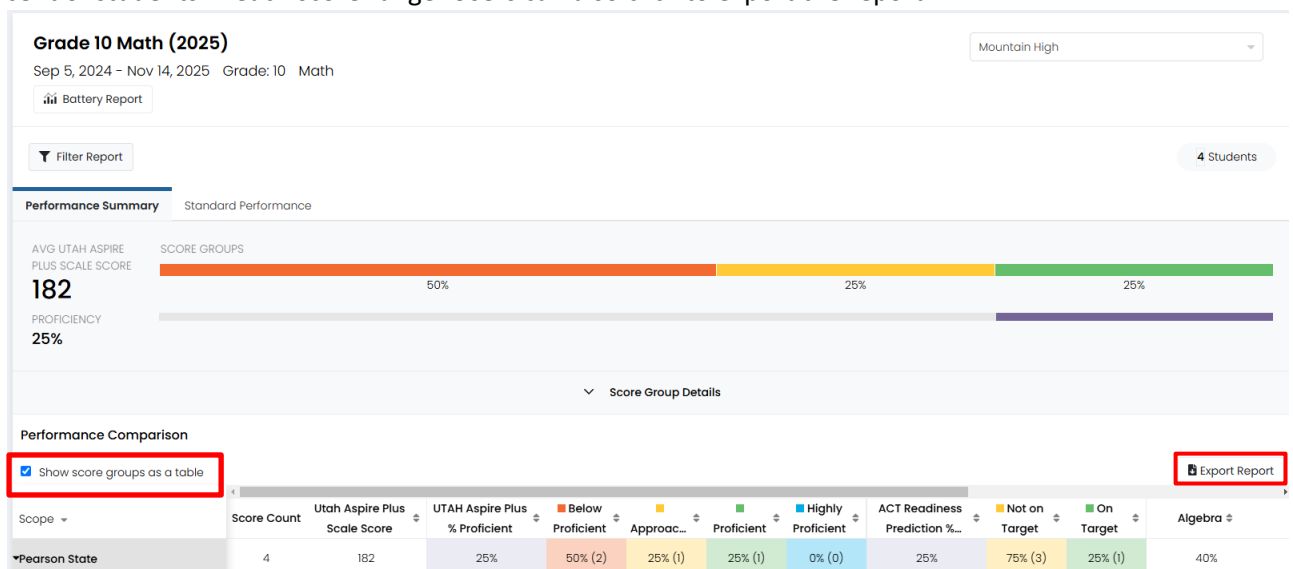 Grade 10 Math (2025)
Mountain High
Sep 5, 2024 - Nov 14, 2025 Grade: 10 Math
Battery Report
Filter Report
4 Students
Performance Summary Standard Performance
AVG UTAH ASPIRE PLUS SCALE SCORE
182
SCORE GROUPS
50% 25% 25%
PROFICIENCY
25%
Score Group Details
Performance Comparison
Show score groups as a table
Export Report
Scope Score Count Utah Aspire Plus Scale Score UTAH Aspire Plus % Proficient Below Proficient Approac... Proficient Highly Proficient ACT Readiness Prediction %... Not on Target On Target Algebra
Pearson State 4 182 25% 50% (2) 25% (1) 25% (1) 0% (0) 25% 75% (3) 25% (1) 40%